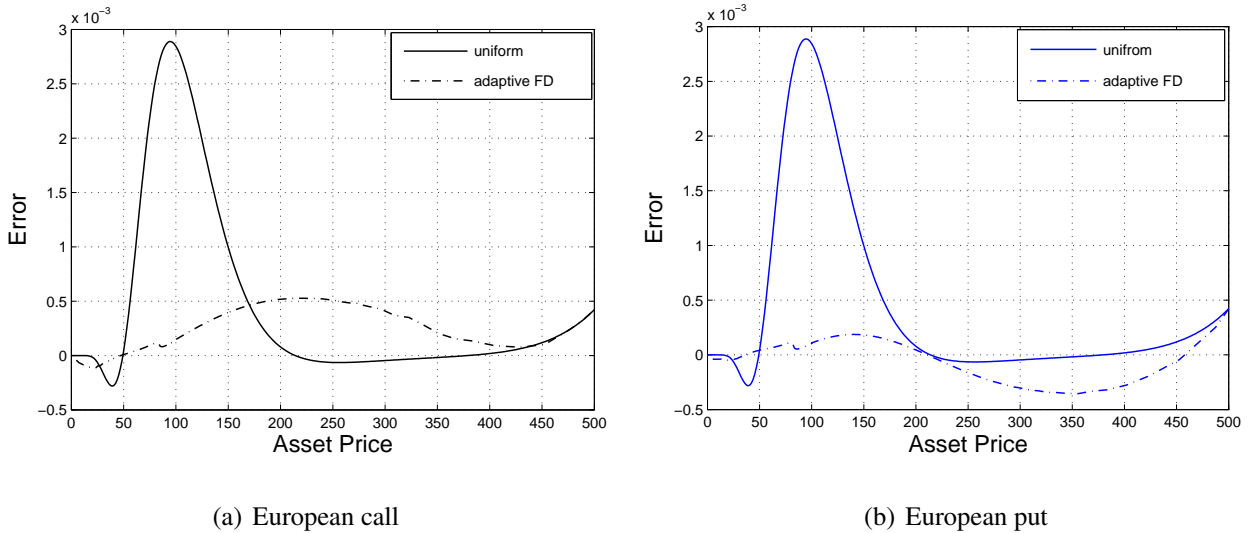 x 10⁻³
3
2.5
2
1.5
1
0.5
0
−0.5
Error
0 50 100 150 200 250 300 350 400 450 500
Asset Price
uniform
adaptive FD
(a) European call
x 10⁻³
3
2.5
2
1.5
1
0.5
0
−0.5
Error
0 50 100 150 200 250 300 350 400 450 500
Asset Price
unifrom
adaptive FD
(b) European put